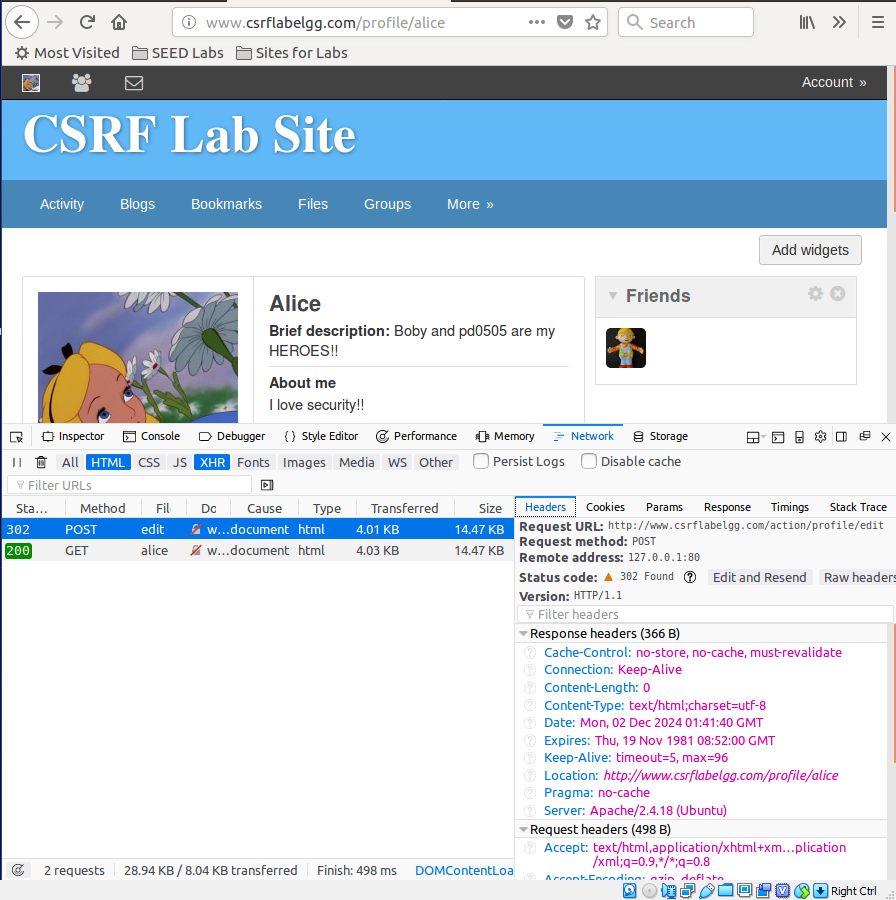 www.csrflabelgg.com/profile/alice
Search
Most Visited SEED Labs Sites for Labs
Account »
CSRF Lab Site
Activity Blogs Bookmarks Files Groups More »
Add widgets
Alice
Brief description: Boby and pd0505 are my
HEROES!!
About me
I love security!!
Friends
Inspector Console Debugger { } Style Editor Performance Memory Network Storage
All HTML CSS JS XHR Fonts Images Media WS Other Persist Logs Disable cache
Filter URLs
Sta... Method Fil Do Cause Type Transferred Size
302 POST edit w...document html 4.01 KB 14.47 KB
200 GET alice w...document html 4.03 KB 14.47 KB
Headers Cookies Params Response Timings Stack Trace
Request URL: http://www.csrflabelgg.com/action/profile/edit
Request method: POST
Remote address: 127.0.0.1:80
Status code: 302 Found Edit and Resend Raw headers
Version: HTTP/1.1
Filter headers
Response headers (366 B)
Cache-Control: no-store, no-cache, must-revalidate
Connection: Keep-Alive
Content-Length: 0
Content-Type: text/html;charset=utf-8
Date: Mon, 02 Dec 2024 01:41:40 GMT
Expires: Thu, 19 Nov 1981 08:52:00 GMT
Keep-Alive: timeout=5, max=96
Location: http://www.csrflabelgg.com/profile/alice
Pragma: no-cache
Server: Apache/2.4.18 (Ubuntu)
Request headers (498 B)
Accept: text/html,application/xhtml+xm...plication
/xml;q=0.9,*/*;q=0.8
Accept-Encoding: gzip, deflate
2 requests 28.94 KB / 8.04 KB transferred Finish: 498 ms DOMContentLoa
Right Ctrl